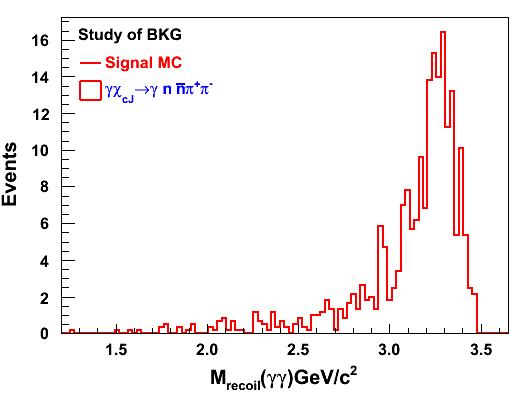 Study of BKG
Signal MC
γχcJ→γ n n̅π+π-
Events
16
14
12
10
8
6
4
2
0
1.5 2.0 2.5 3.0 3.5
Mrecoil(γγ)GeV/c2